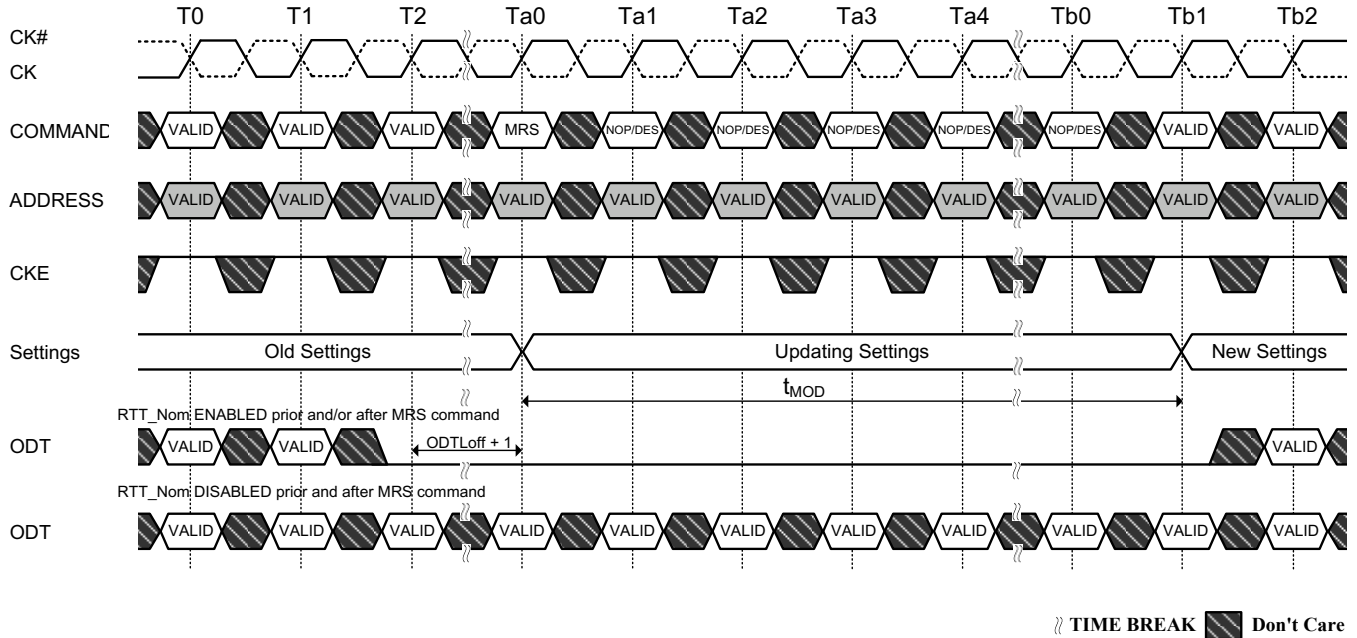 T0 T1 T2 Ta0 Ta1 Ta2 Ta3 Ta4 Tb0 Tb1 Tb2
CK#
CK
COMMAND VALID VALID VALID MRS NOP/DES NOP/DES NOP/DES NOP/DES NOP/DES VALID VALID
ADDRESS VALID VALID VALID VALID VALID VALID VALID VALID VALID VALID VALID
CKE
Settings Old Settings Updating Settings New Settings
tMOD
RTT_Nom ENABLED prior and/or after MRS command
ODT VALID VALID ODTLoff + 1 VALID
RTT_Nom DISABLED prior and after MRS command
ODT VALID VALID VALID VALID VALID VALID VALID VALID VALID VALID VALID
TIME BREAK Don't Care